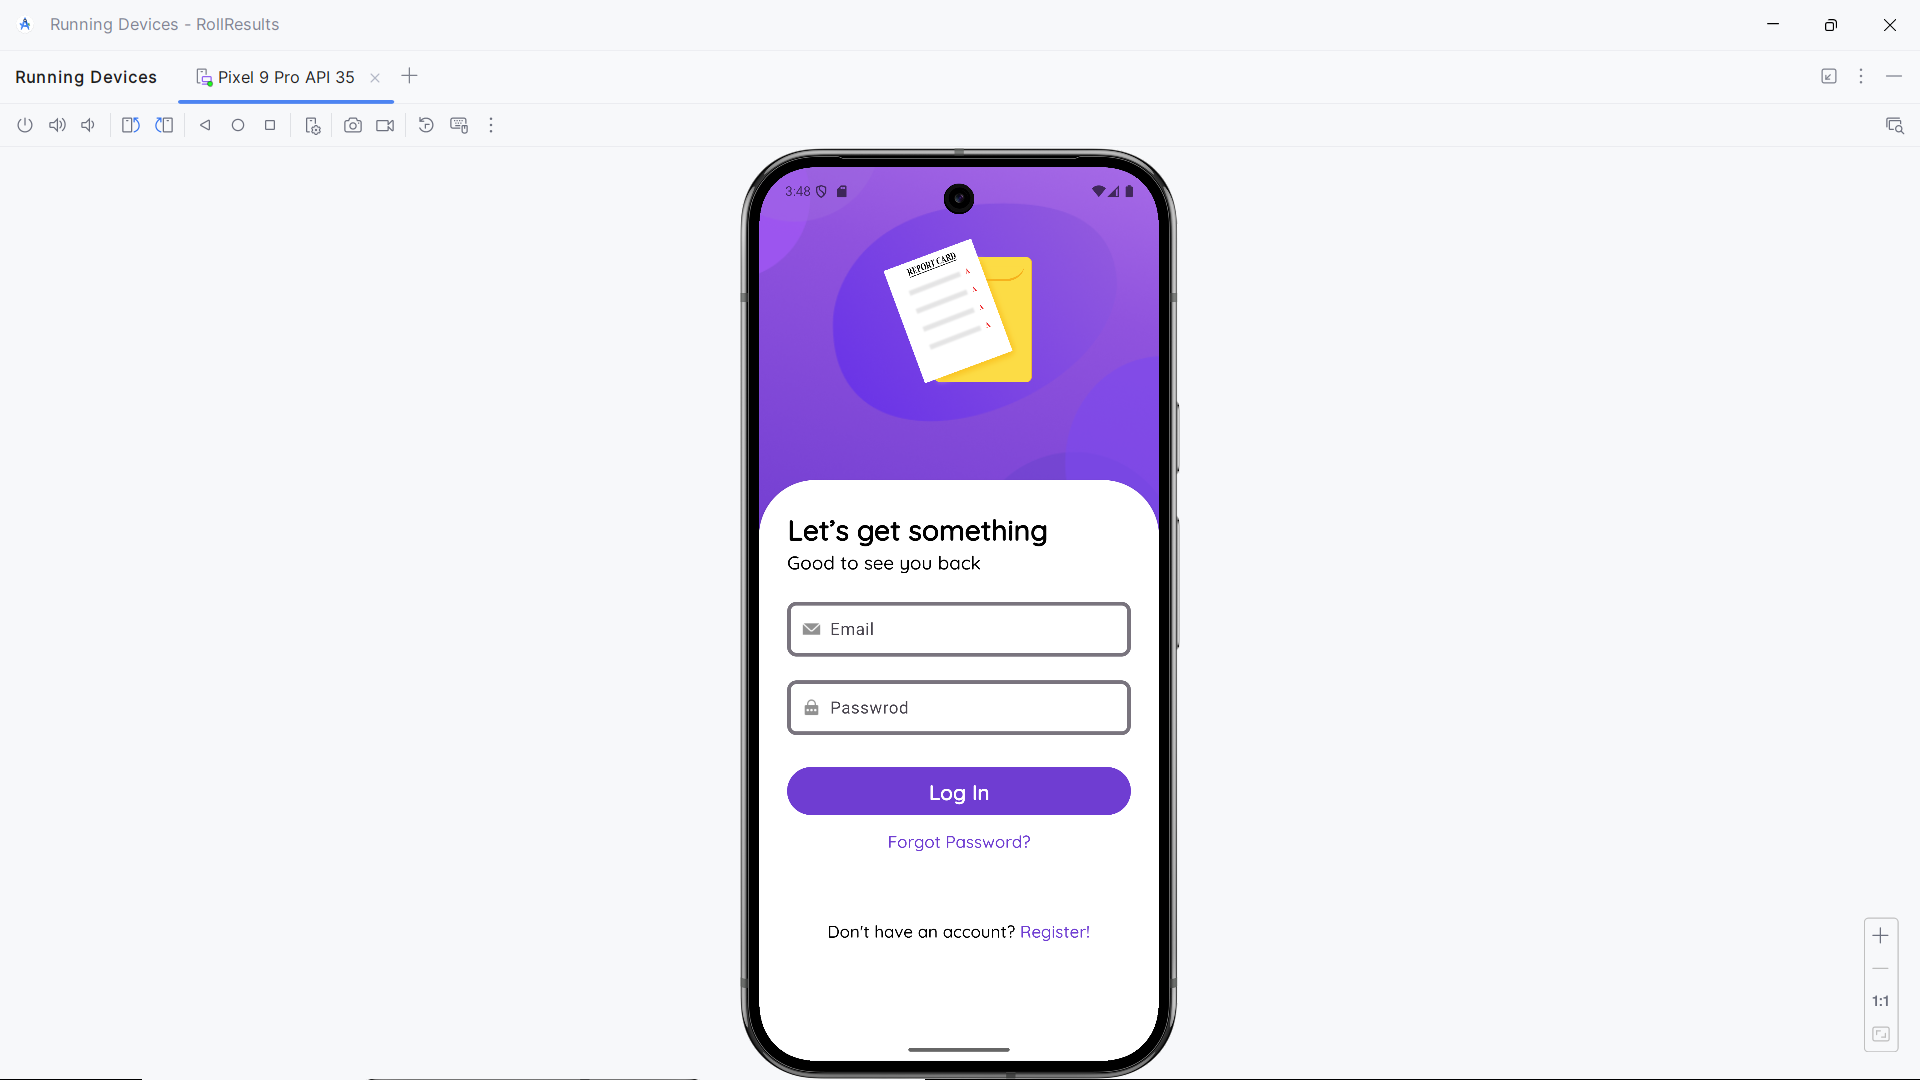 Running Devices - RollResults
Running Devices
Pixel 9 Pro API 35
3:48
REPORT CARD
A
A
A
A
Let’s get something
Good to see you back
Email
Passwrod
Log In
Forgot Password?
Don't have an account? Register!
1:1